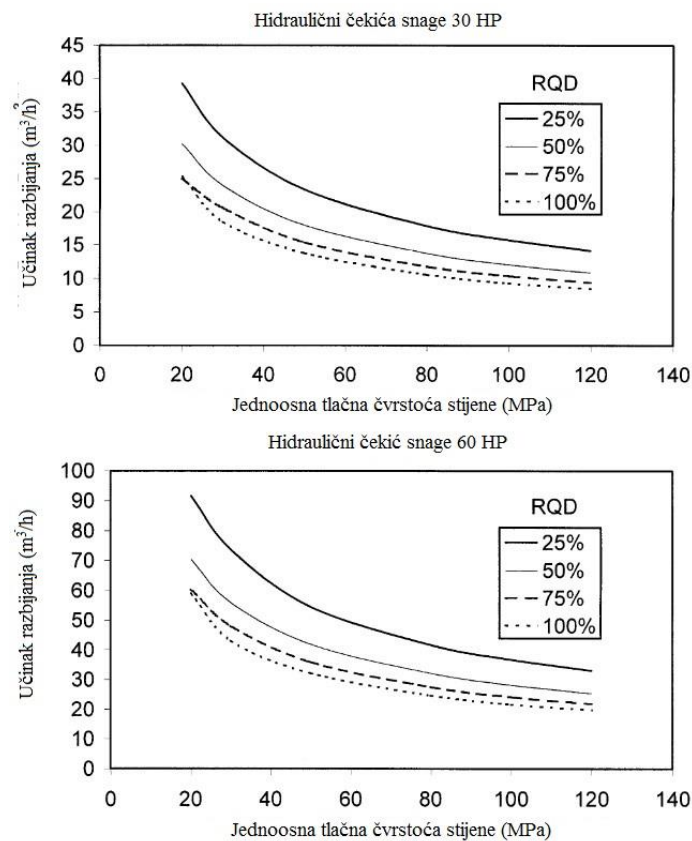 Hidraulični čekića snage 30 HP
Učinak razbijanja (m³/h)
45
40
35
30
25
20
15
10
5
0
RQD
25%
50%
75%
100%
0 20 40 60 80 100 120 140
Jednoosna tlačna čvrstoća stijene (MPa)
Hidraulični čekić snage 60 HP
Učinak razbijanja (m³/h)
100
90
80
70
60
50
40
30
20
10
0
RQD
25%
50%
75%
100%
0 20 40 60 80 100 120 140
Jednoosna tlačna čvrstoća stijene (MPa)